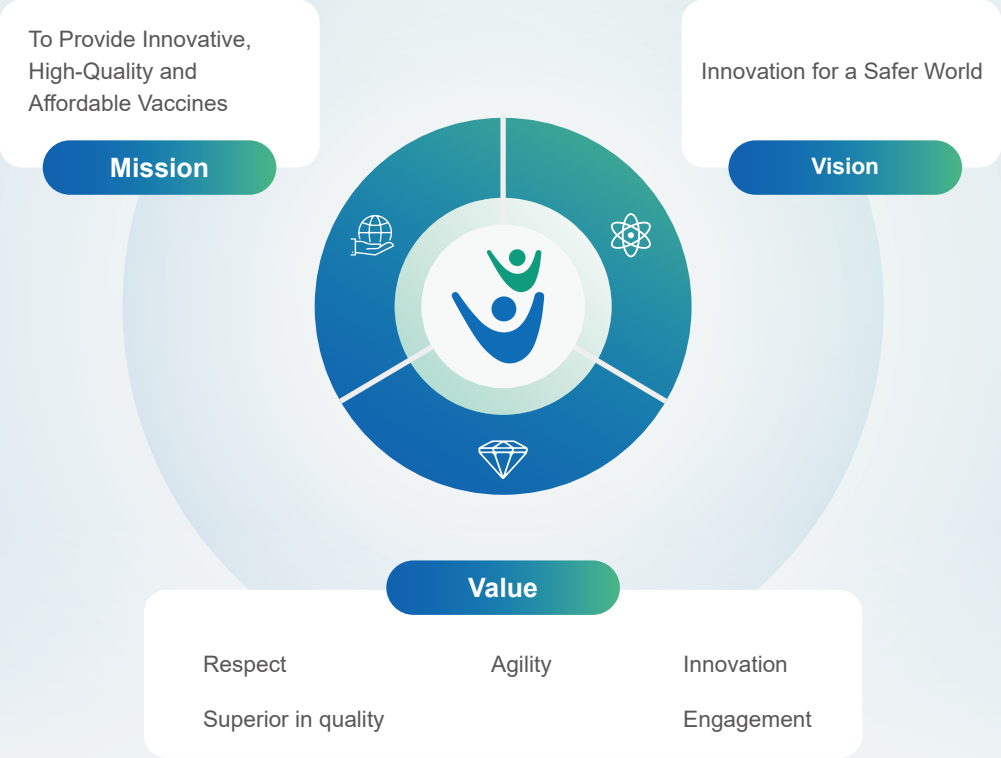 To Provide Innovative,
High-Quality and
Affordable Vaccines
Mission
Innovation for a Safer World
Vision
Value
Respect
Agility
Innovation
Superior in quality
Engagement